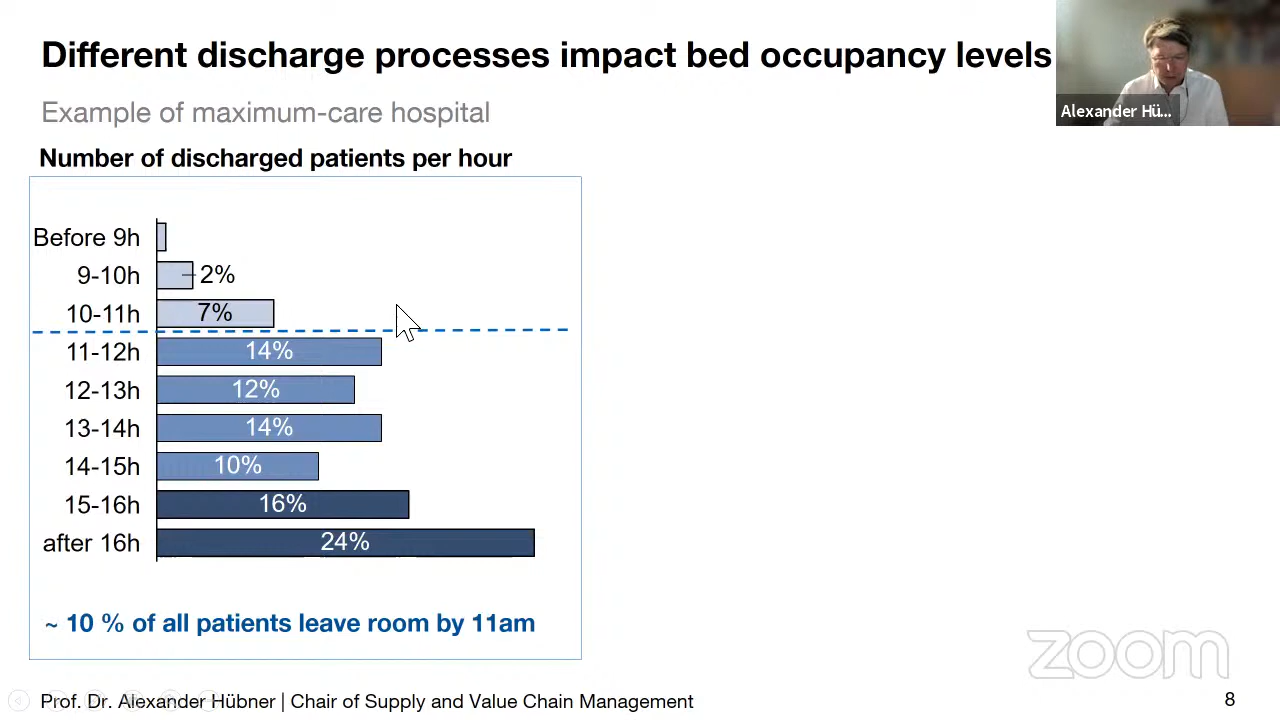 Different discharge processes impact bed occupancy levels
Alexander Hü...
Example of maximum-care hospital
Number of discharged patients per hour
Before 9h
9-10h 2%
10-11h 7%
11-12h 14%
12-13h 12%
13-14h 14%
14-15h 10%
15-16h 16%
after 16h 24%
~ 10 % of all patients leave room by 11am
zoom
Prof. Dr. Alexander Hübner | Chair of Supply and Value Chain Management
8